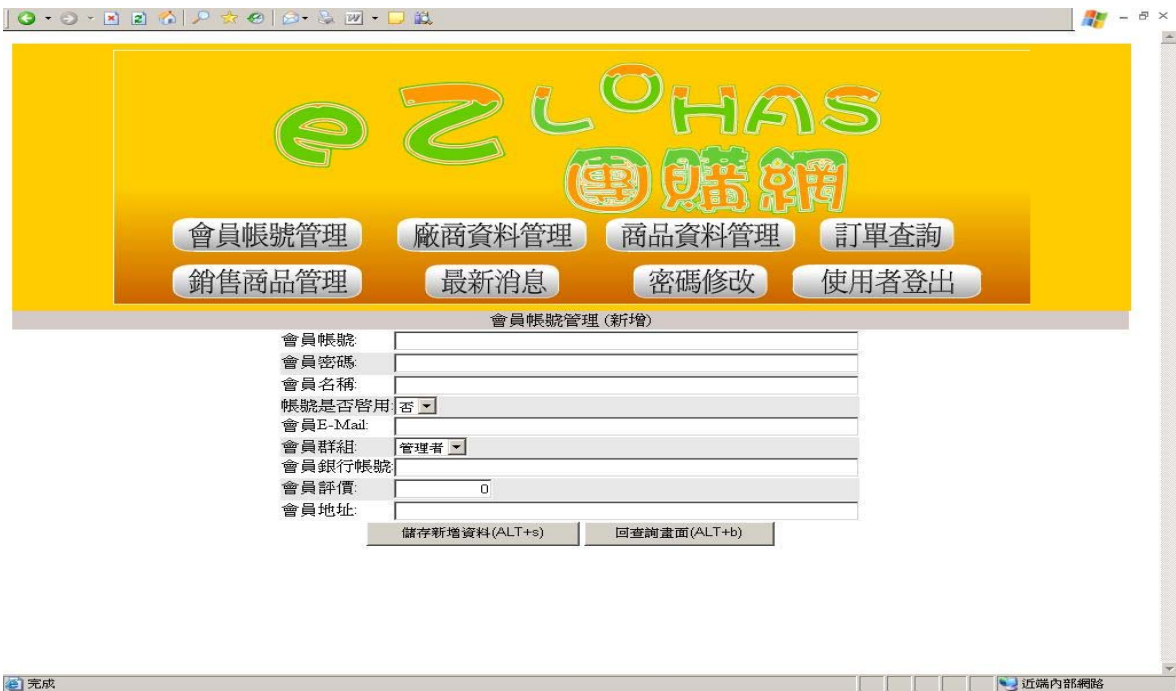 eZ LOHAS
團購網
會員帳號管理 廠商資料管理 商品資料管理 訂單查詢
銷售商品管理 最新消息 密碼修改 使用者登出
會員帳號管理 (新增)
會員帳號:
會員密碼:
會員名稱:
帳號是否啓用: 否
會員E-Mail:
會員群組: 管理者
會員銀行帳號:
會員評價: 0
會員地址:
儲存新增資料(ALT+s) 回查詢畫面(ALT+b)
完成 近端內部網路